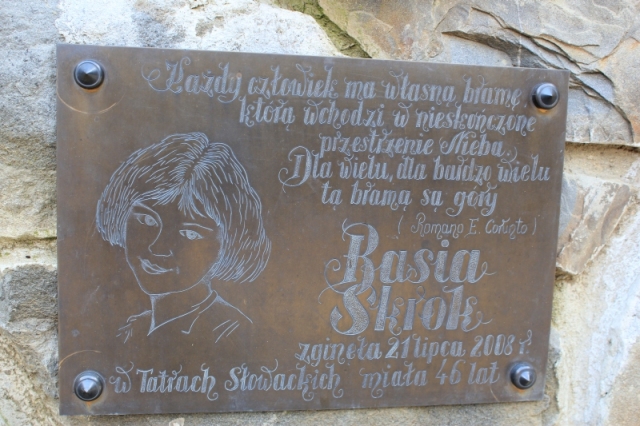 Każdy człowiek ma własną bramę
którą wchodzi w nieskończone
przestrzenie Nieba.
Dla wielu, dla bardzo wielu
tą bramą są góry
( Romano E. Corlinto )
Basia
Skrok
zginęła 21 lipca 2008 r.
w Tatrach Słowackich miała 46 lat